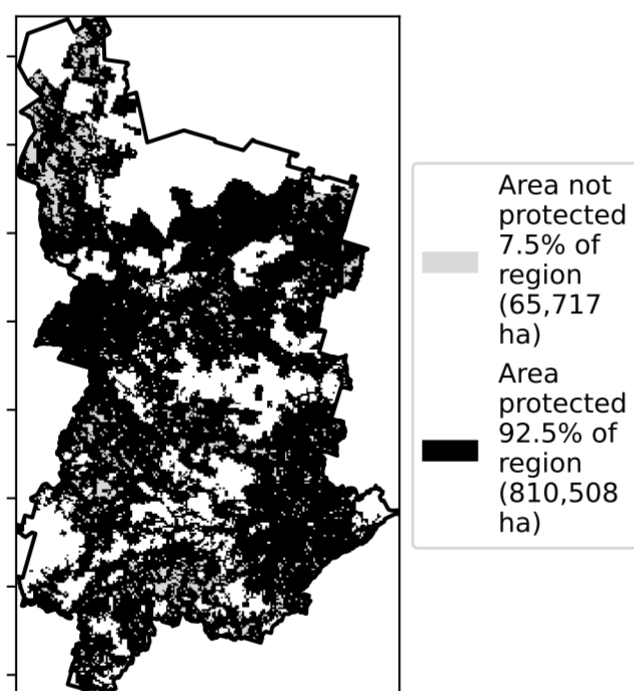 Area not
protected
7.5% of
region
(65,717
ha)
Area
protected
92.5% of
region
(810,508
ha)